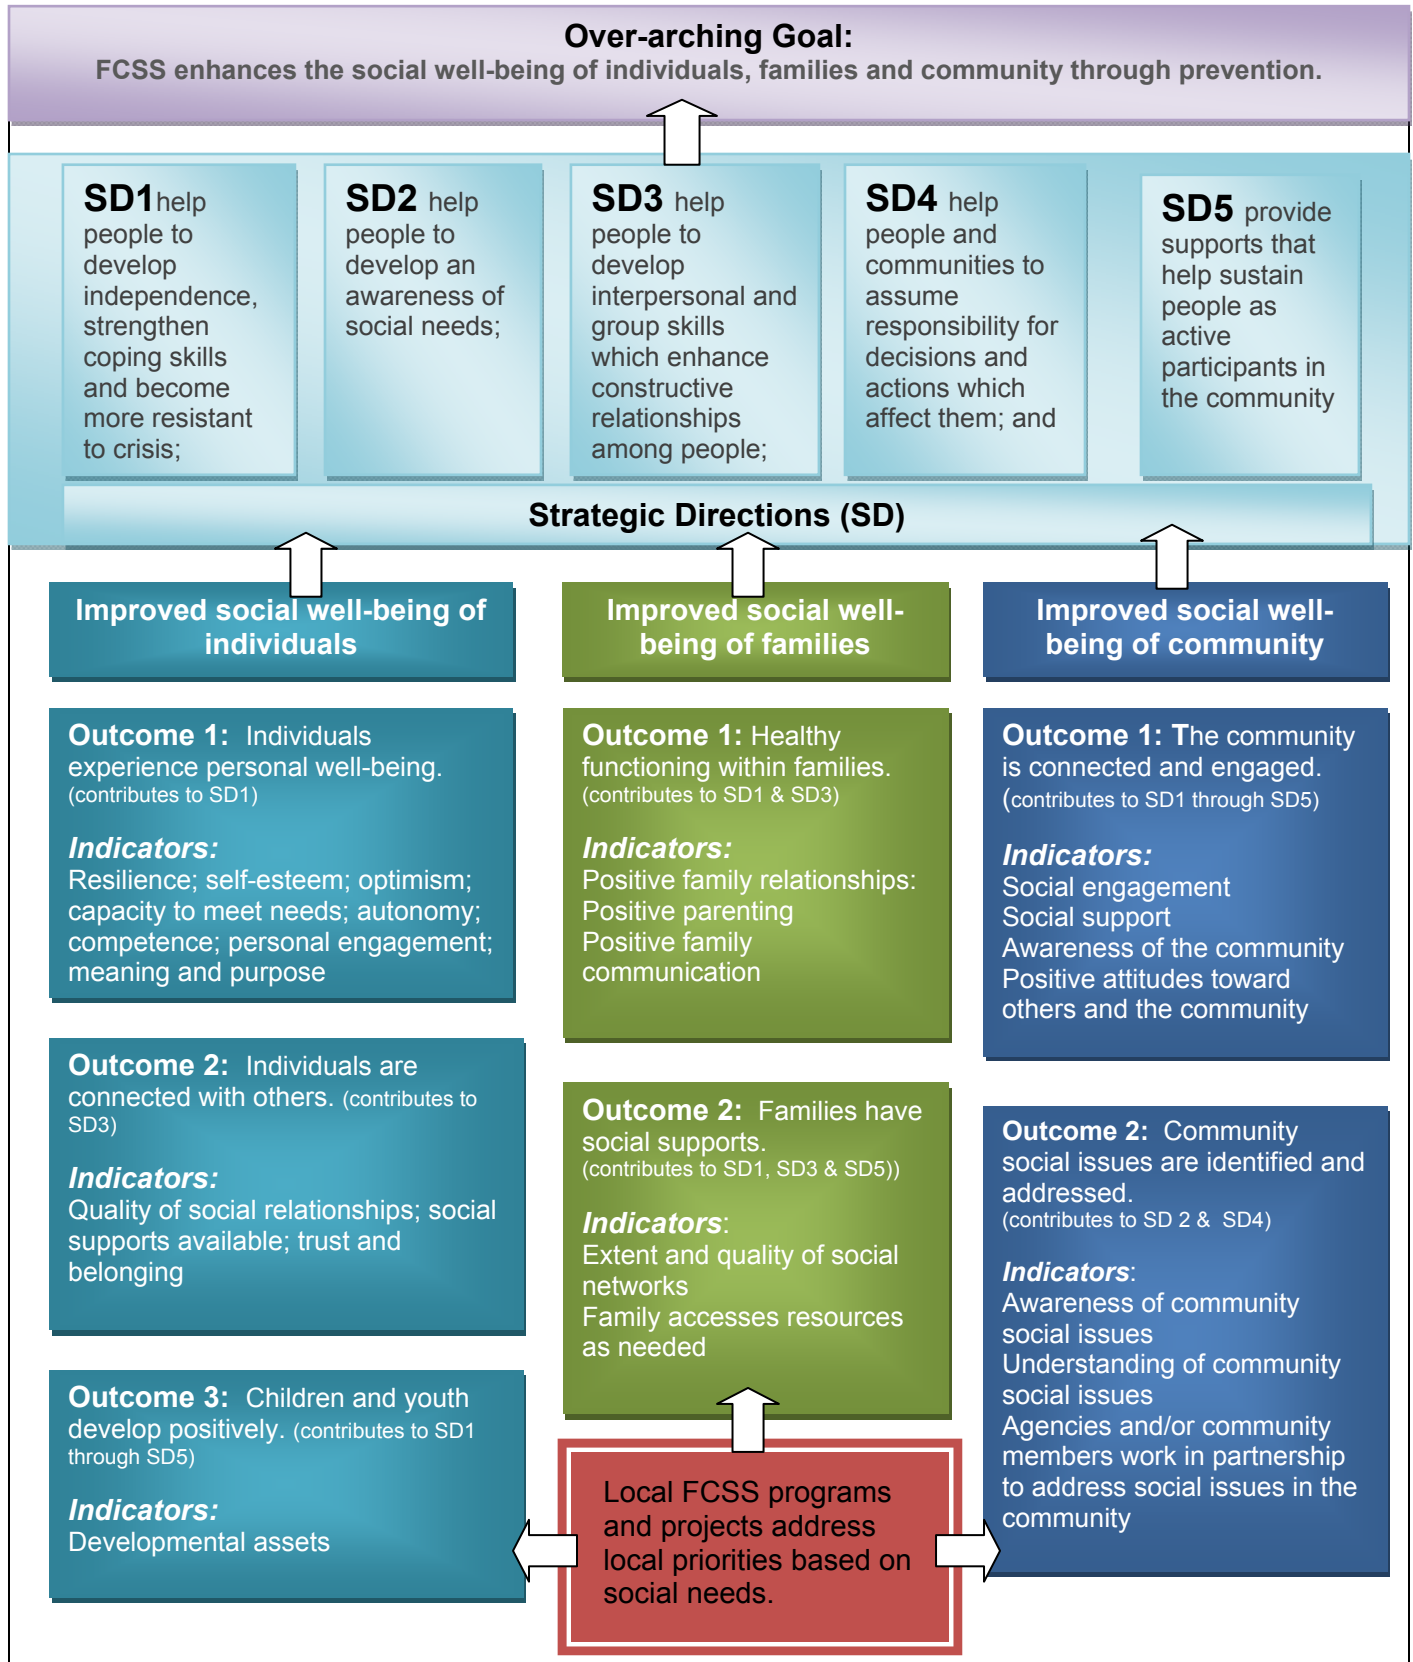 Over-arching Goal:
FCSS enhances the social well-being of individuals, families and community through prevention.
SD1help
people to
develop
independence,
strengthen
coping skills
and become
more resistant
to crisis;
SD2 help
people to
develop an
awareness of
social needs;
SD3 help
people to
develop
interpersonal and
group skills
which enhance
constructive
relationships
among people;
SD4 help
people and
communities to
assume
responsibility for
decisions and
actions which
affect them; and
SD5 provide
supports that
help sustain
people as
active
participants in
the community
Strategic Directions (SD)
Improved social well-being of
individuals
Outcome 1: Individuals
experience personal well-being.
(contributes to SD1)
Indicators:
Resilience; self-esteem; optimism;
capacity to meet needs; autonomy;
competence; personal engagement;
meaning and purpose
Outcome 2: Individuals are
connected with others. (contributes to
SD3)
Indicators:
Quality of social relationships; social
supports available; trust and
belonging
Outcome 3: Children and youth
develop positively. (contributes to SD1
through SD5)
Indicators:
Developmental assets
Improved social well-
being of families
Outcome 1: Healthy
functioning within families.
(contributes to SD1 & SD3)
Indicators:
Positive family relationships:
Positive parenting
Positive family
communication
Outcome 2: Families have
social supports.
(contributes to SD1, SD3 & SD5))
Indicators:
Extent and quality of social
networks
Family accesses resources
as needed
Local FCSS programs
and projects address
local priorities based on
social needs.
Improved social well-
being of community
Outcome 1: The community
is connected and engaged.
(contributes to SD1 through SD5)
Indicators:
Social engagement
Social support
Awareness of the community
Positive attitudes toward
others and the community
Outcome 2: Community
social issues are identified and
addressed.
(contributes to SD 2 & SD4)
Indicators:
Awareness of community
social issues
Understanding of community
social issues
Agencies and/or community
members work in partnership
to address social issues in the
community